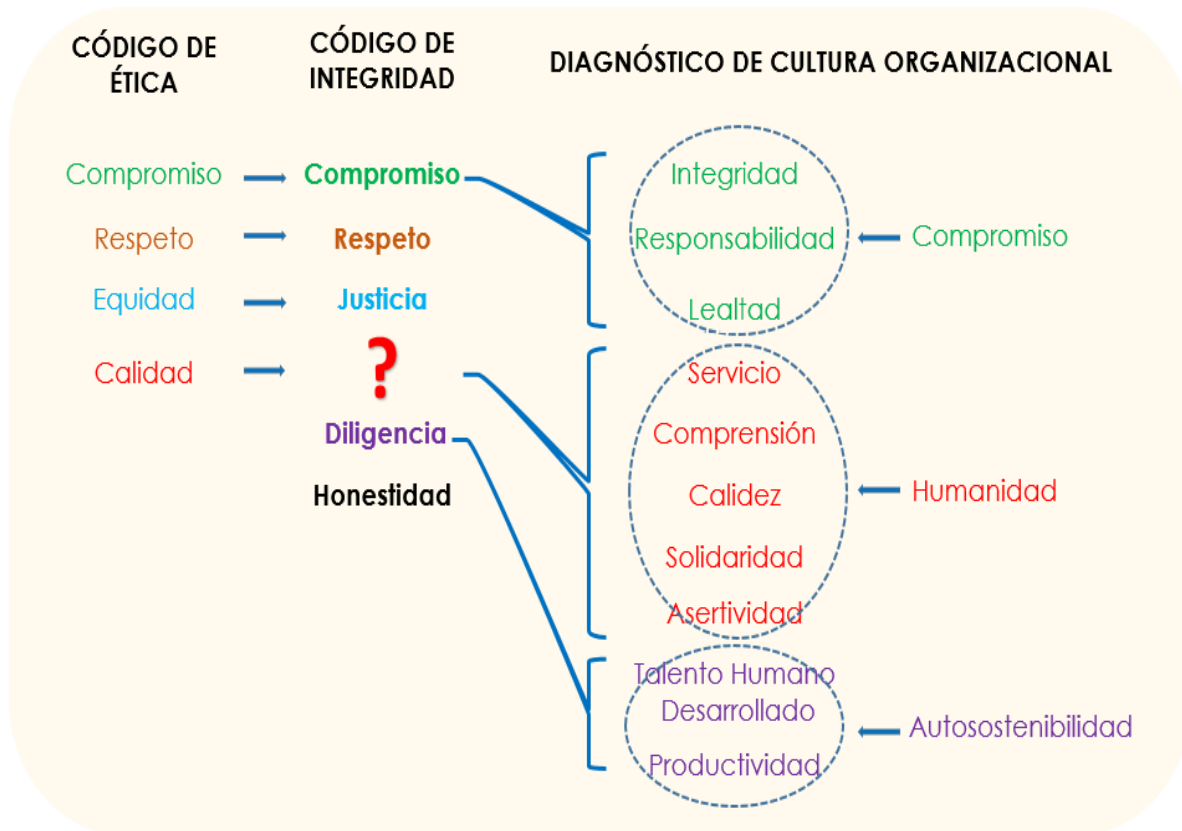 CÓDIGO DE
ÉTICA
CÓDIGO DE
INTEGRIDAD
DIAGNÓSTICO DE CULTURA ORGANIZACIONAL
Compromiso
Compromiso
Integridad
Respeto
Respeto
Responsabilidad
Compromiso
Equidad
Justicia
Lealtad
Calidad
?
Servicio
Diligencia
Comprensión
Honestidad
Calidez
Humanidad
Solidaridad
Asertividad
Talento Humano
Desarrollado
Autosostenibilidad
Productividad